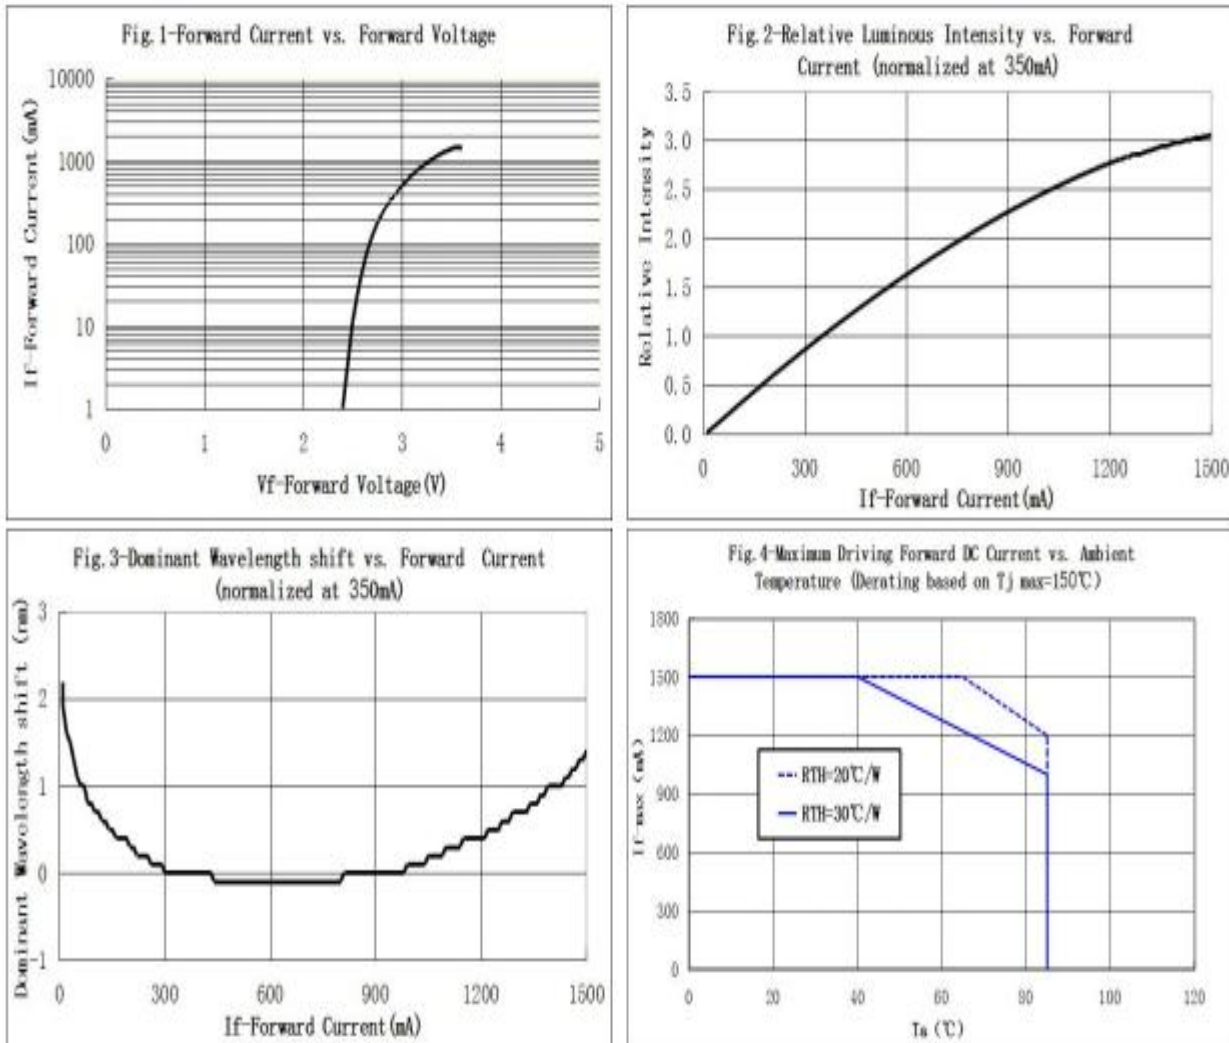 Fig.1-Forward Current vs. Forward Voltage
If-Forward Current(mA)
10000
1000
100
10
1
0 1 2 3 4 5
Vf-Forward Voltage(V)
Fig.2-Relative Luminous Intensity vs. Forward
Current (normalized at 350mA)
Relative Intensity
3.5
3.0
2.5
2.0
1.5
1.0
0.5
0.0
0 300 600 900 1200 1500
If-Forward Current(mA)
Fig.3-Dominant Wavelength shift vs. Forward Current
(normalized at 350mA)
Dominant Wavelength shift (nm)
3
2
1
0
-1
0 300 600 900 1200 1500
If-Forward Current(mA)
Fig.4-Maximum Driving Forward DC Current vs. Ambient
Temperature (Derating based on Tj max=150℃)
If-max (mA)
1800
1500
1200
900
600
300
0
RTH=20℃/W
RTH=30℃/W
0 20 40 60 80 100 120
Ta (℃)